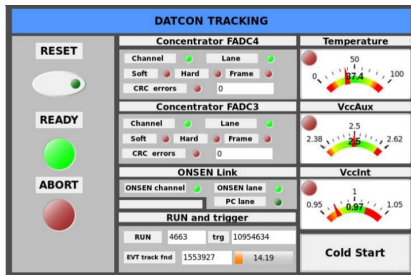 DATCON TRACKING
RESET
READY
ABORT
Concentrator FADC4
Channel Lane
Soft Hard Frame
CRC errors 0
Concentrator FADC3
Channel Lane
Soft Hard Frame
CRC errors 0
ONSEN Link
ONSEN channel ONSEN lane
PC lane
RUN and trigger
RUN 4663 trg 10954634
EVT track fnd 1553927 14.19
Temperature
50
0 37.4 100
VccAux
2.5
2.38 2.5 2.62
VccInt
1
0.95 0.97 1.05
Cold Start